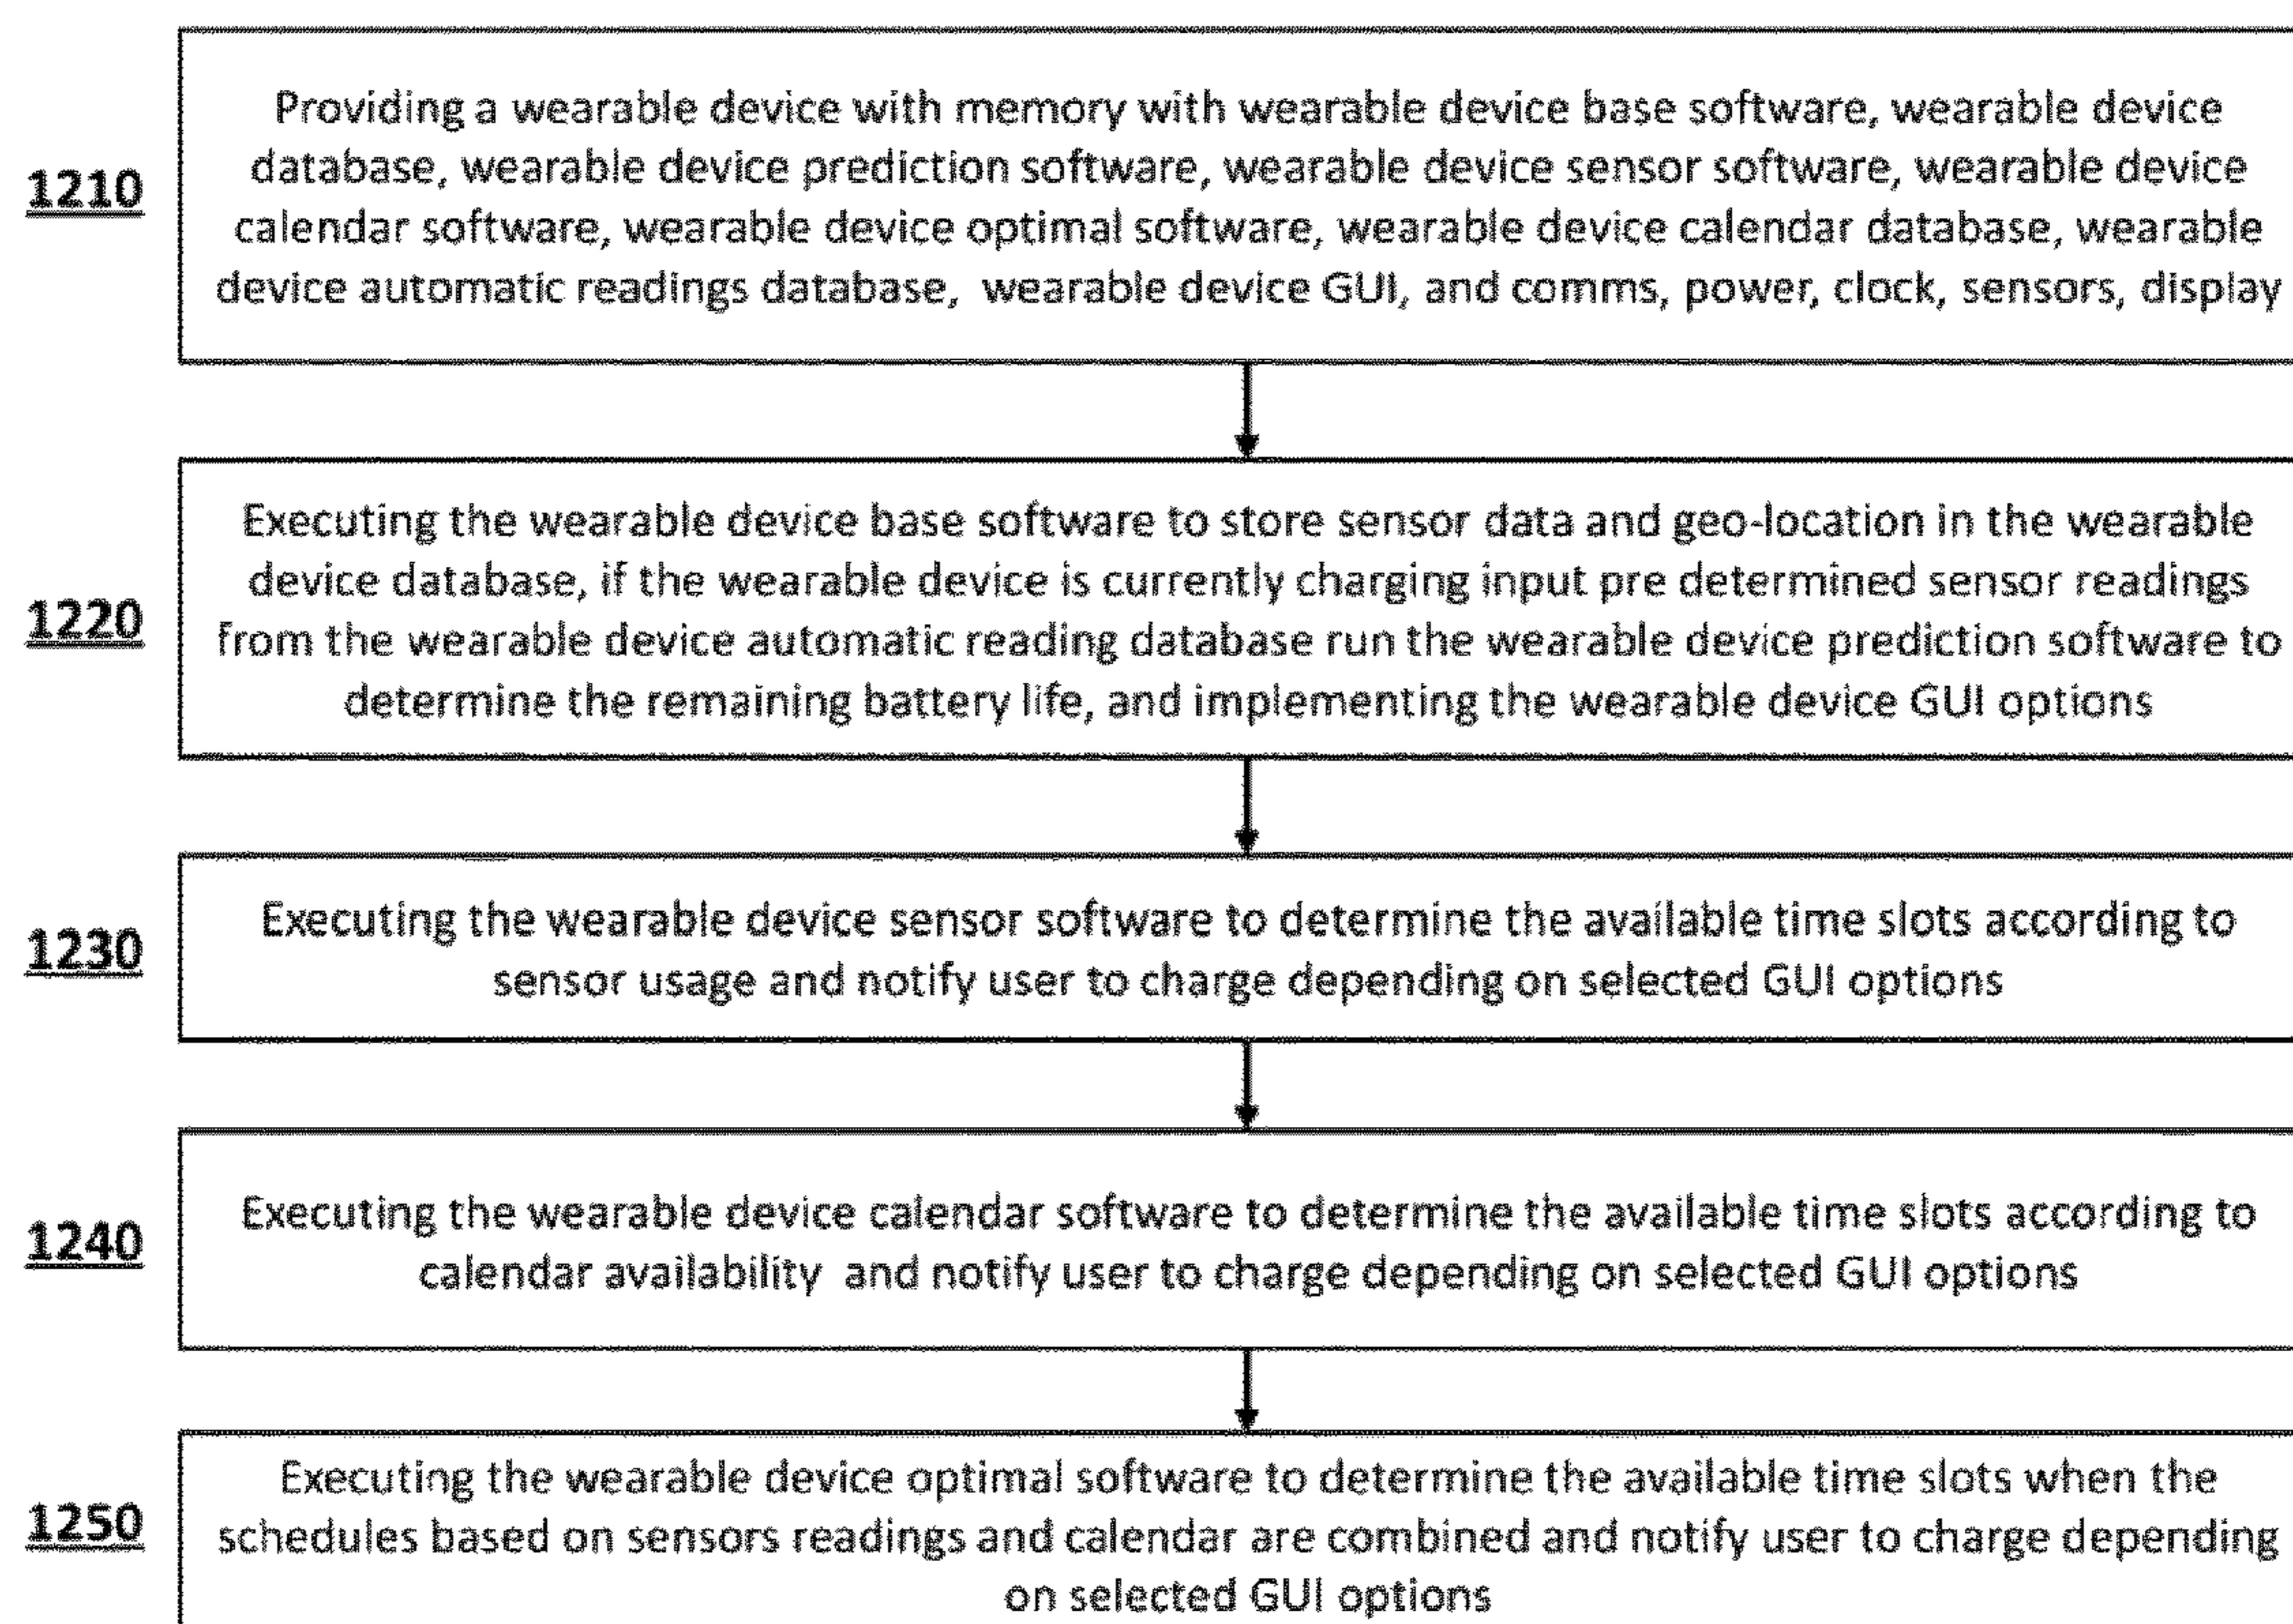 Providing a wearable device with memory with wearable device base software, wearable device
database, wearable device prediction software, wearable device sensor software, wearable device
1210
calendar software, wearable device optimal software, wearable device calendar database, wearable
device automatic readings database, wearable device GUI, and comms, power, clock, sensors, display
Executing the wearable device base software to store sensor data and geo-location in the wearable
device database, if the wearable device is currently charging input pre determined sensor readings
1220
from the wearable device automatic reading database run the wearable device prediction software to
determine the remaining battery life, and implementing the wearable device GUI options
Executing the wearable device sensor software to determine the available time slots according to
1230
sensor usage and notify user to charge depending on selected GUI options
Executing the wearable device calendar software to determine the available time slots according to
1240
calendar availability and notify user to charge depending on selected GUI options
Executing the wearable device optimal software to determine the available time slots when the
1250
schedules based on sensors readings and calendar are combined and notify user to charge depending
on selected GUI options